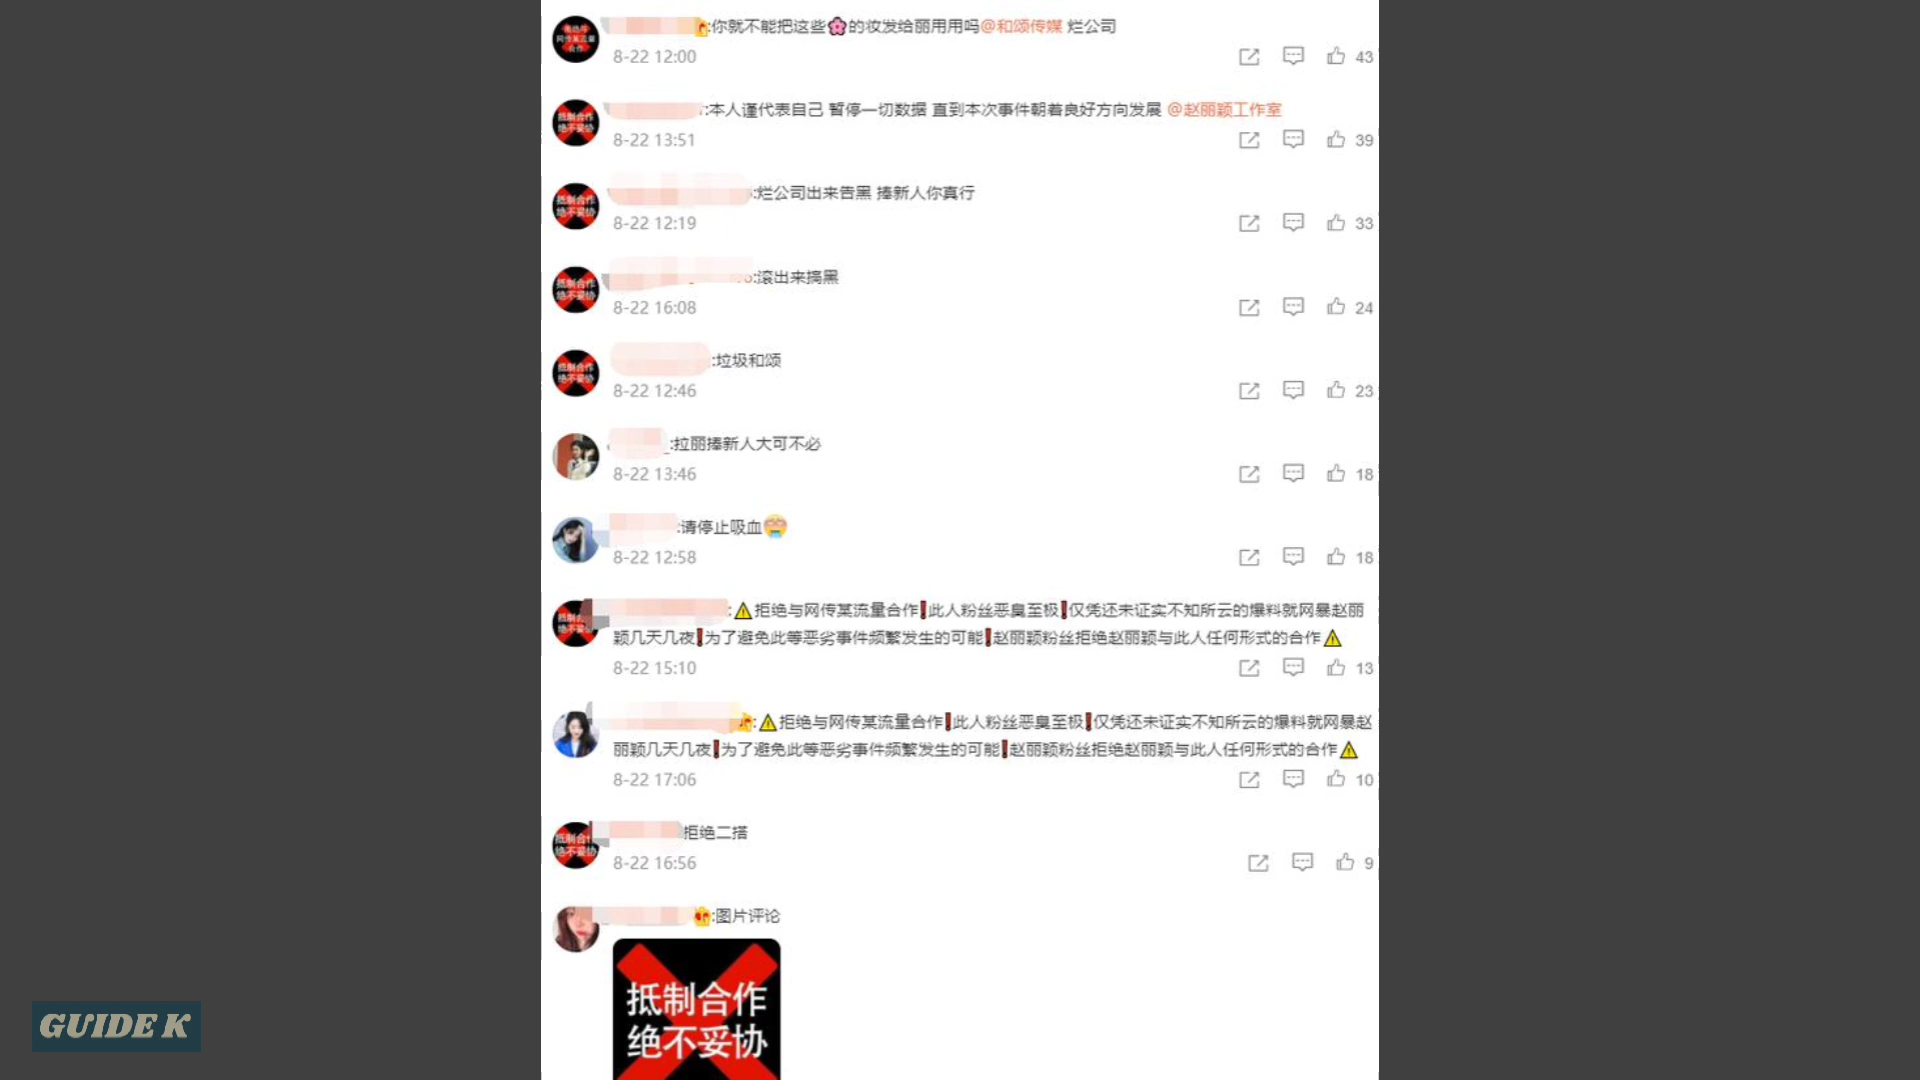 :你就不能把这些🌸的妆发给丽用用吗@和颂传媒 烂公司
8-22 12:00
43
:本人谨代表自己 暂停一切数据 直到本次事件朝着良好方向发展 @赵丽颖工作室
8-22 13:51
39
:烂公司出来告黑 捧新人你真行
8-22 12:19
33
:滚出来搞黑
8-22 16:08
24
:垃圾和颂
8-22 12:46
23
:拉丽捧新人大可不必
8-22 13:46
18
:请停止吸血
8-22 12:58
18
:⚠拒绝与网传某流量合作❗此人粉丝恶臭至极❗仅凭还未证实不知所云的爆料就网暴赵丽
颖几天几夜❗为了避免此等恶劣事件频繁发生的可能❗赵丽颖粉丝拒绝赵丽颖与此人任何形式的合作⚠
8-22 15:10
13
:⚠拒绝与网传某流量合作❗此人粉丝恶臭至极❗仅凭还未证实不知所云的爆料就网暴赵
丽颖几天几夜❗为了避免此等恶劣事件频繁发生的可能❗赵丽颖粉丝拒绝赵丽颖与此人任何形式的合作⚠
8-22 17:06
10
拒绝二搭
8-22 16:56
9
:图片评论
抵制合作
绝不妥协
GUIDE K